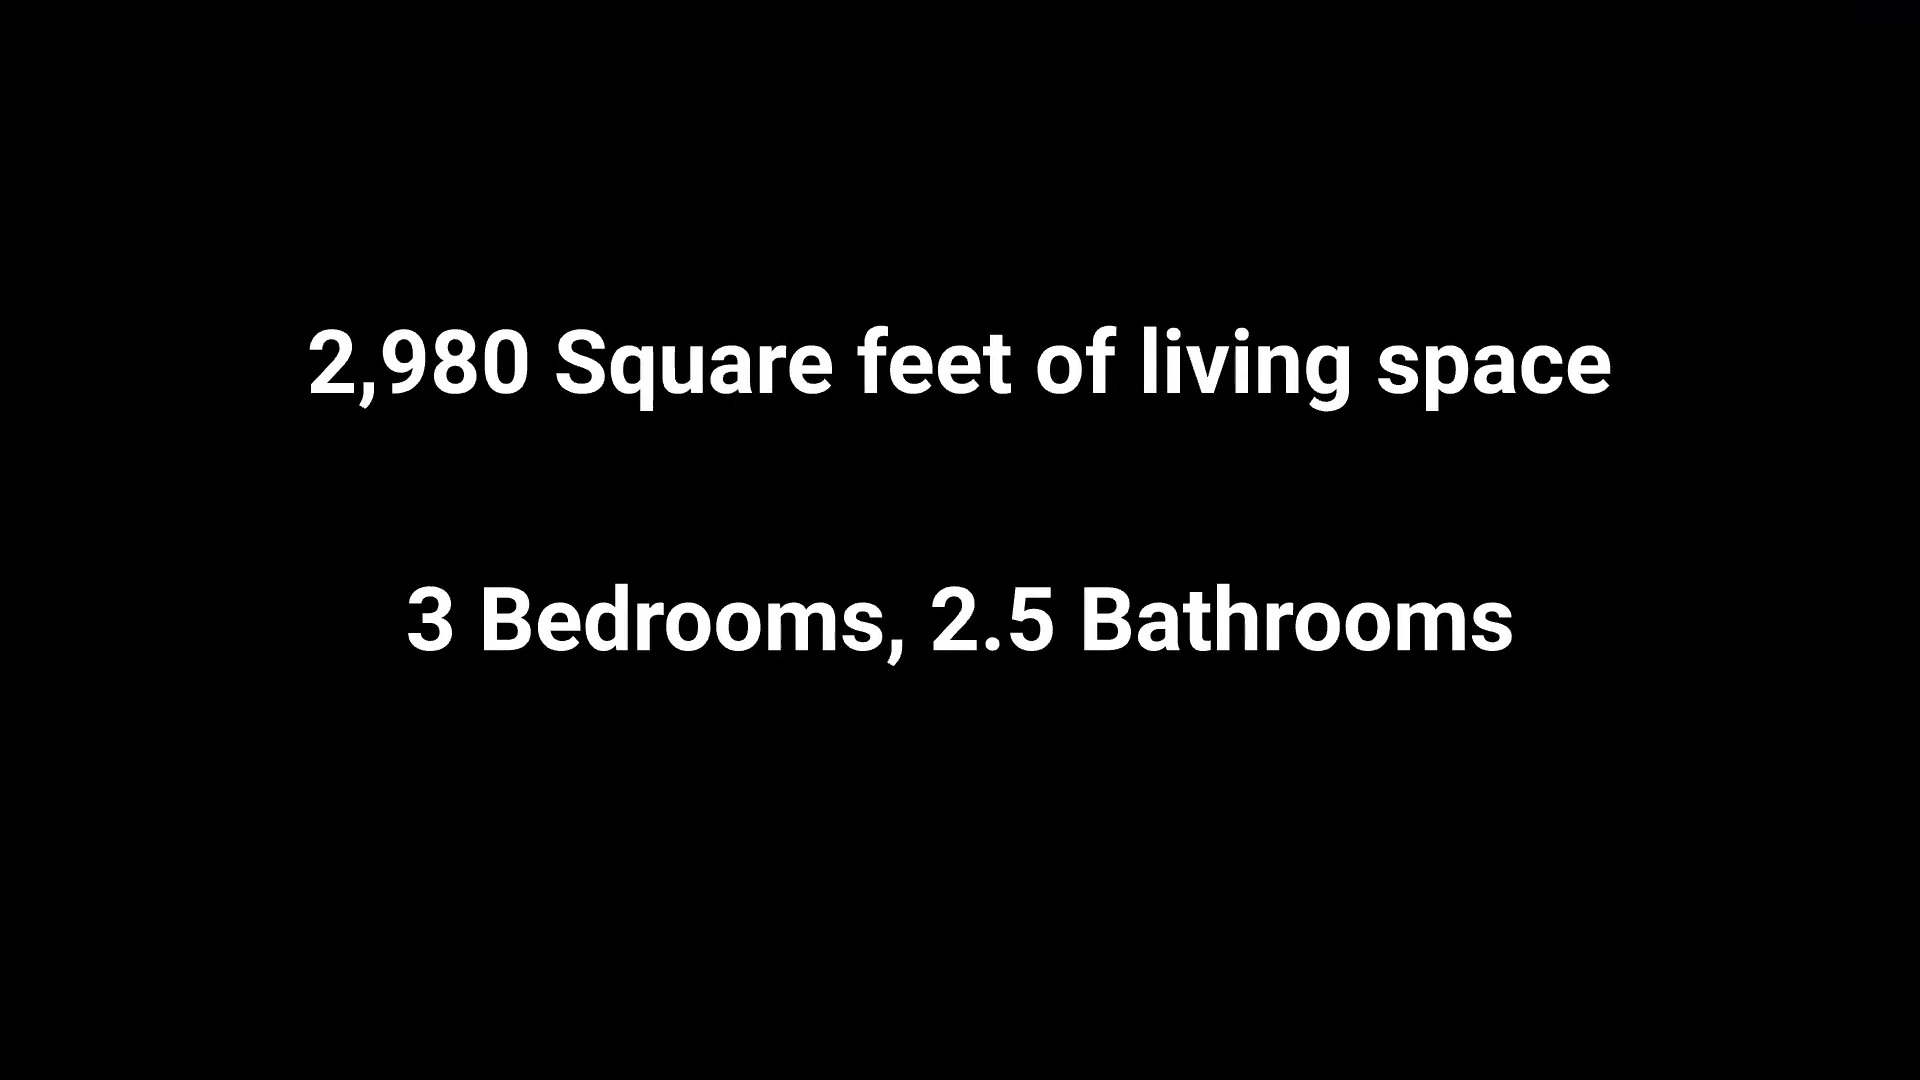 2,980 Square feet of living space
3 Bedrooms, 2.5 Bathrooms